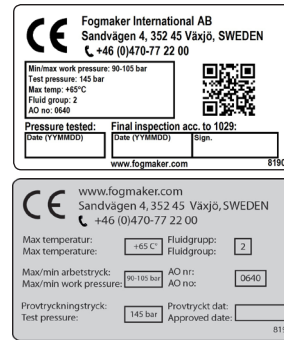 CE
Fogmaker International AB
Sandvägen 4, 352 45 Växjö, SWEDEN
+46 (0)470-77 22 00
Min/max work pressure: 90-105 bar
Test pressure: 145 bar
Max temp: +65°C
Fluid group: 2
AO no: 0640
Pressure tested: Final inspection acc. to 1029:
Date (YYMMDD) Date (YYMMDD) Sign.
www.fogmaker.com 8190
CE
www.fogmaker.com
Sandvägen 4, 352 45 Växjö, SWEDEN
+46 (0)470-77 22 00
Max temperatur: +65 C° Fluidgrupp: 2
Max temperature: Fluidgroup:
Max/min arbetstryck: 90-105 bar AO nr: 0640
Max/min work pressure: AO no:
Provtryckningstryck: 145 bar Provtryckt dat:
Test pressure: Approved date:
819